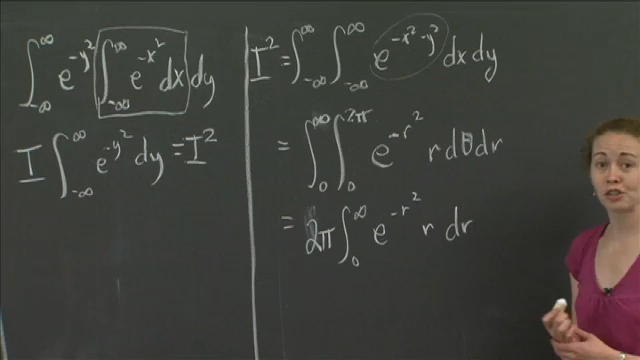 ∫_{-∞}^{∞} e^{-y²} ∫_{-∞}^{∞} e^{-x²} dx dy
I ∫_{-∞}^{∞} e^{-y²} dy = I²
I² = ∫_{-∞}^{∞} ∫_{-∞}^{∞} e^{-x²-y²} dx dy
= ∫_{0}^{∞} ∫_{0}^{2π} e^{-r²} r dθ dr
= 2π ∫_{0}^{∞} e^{-r²} r dr